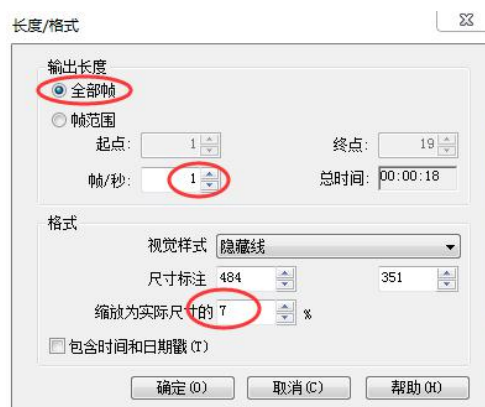 长度/格式
输出长度
全部帧
帧范围
起点: 1 终点: 19
帧/秒: 1 总时间: 00:00:18
格式
视觉样式 隐藏线
尺寸标注 484 351
缩放为实际尺寸的 7 %
包含时间和日期戳(T)
确定(O) 取消(C) 帮助(H)